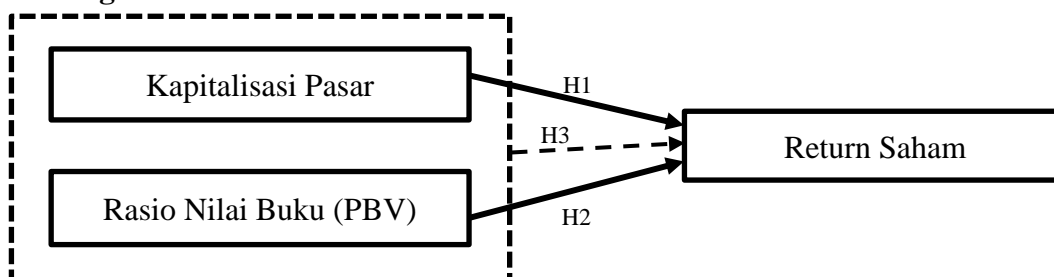 Kapitalisasi Pasar
H1
H3
Return Saham
Rasio Nilai Buku (PBV)
H2